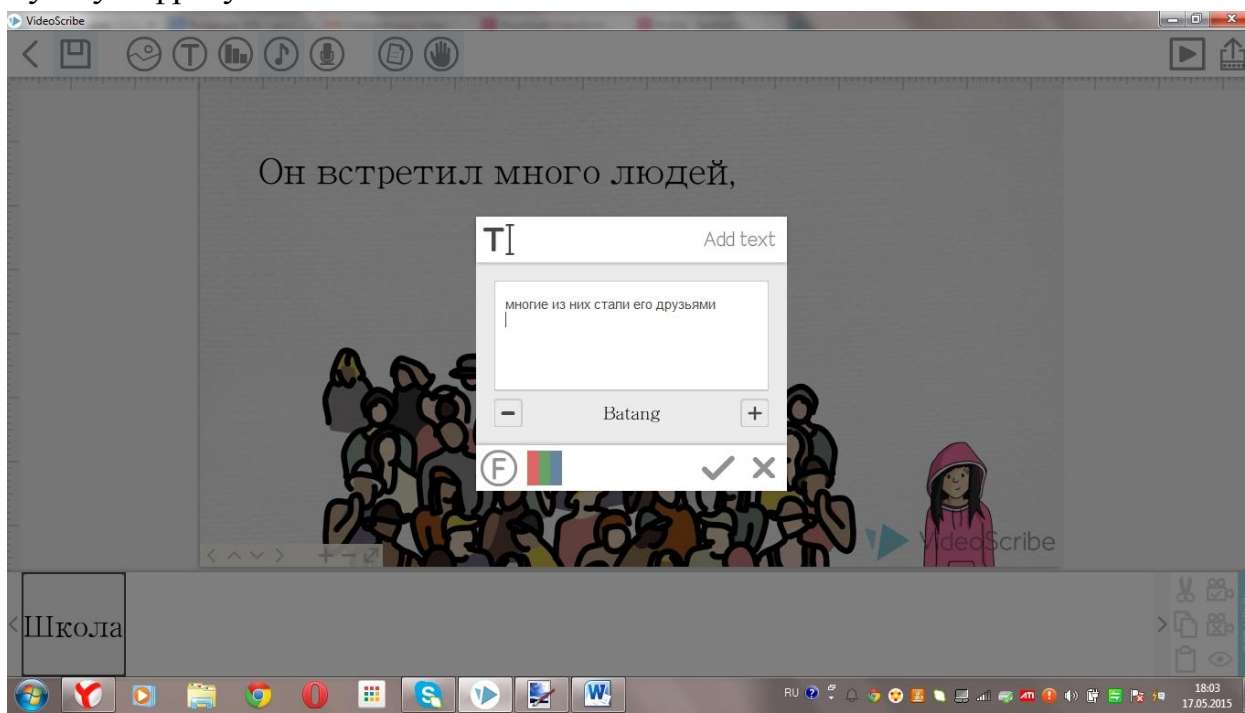 VideoScribe
Он встретил много людей,
Add text
многие из них стали его друзьями
Batang
VideoScribe
Школа
RU
18:03
17.05.2015